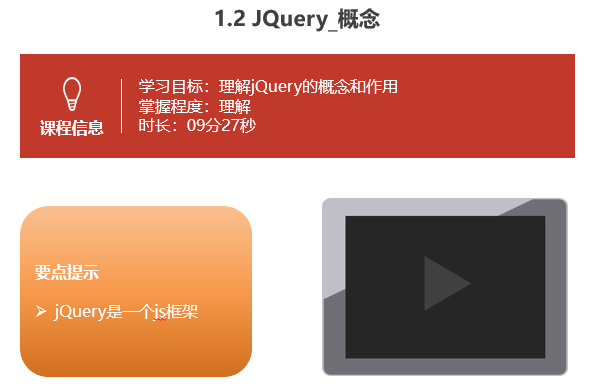 1.2 JQuery_概念
学习目标：理解jQuery的概念和作用
掌握程度：理解
时长：09分27秒
课程信息
要点提示
➢ jQuery是一个js框架